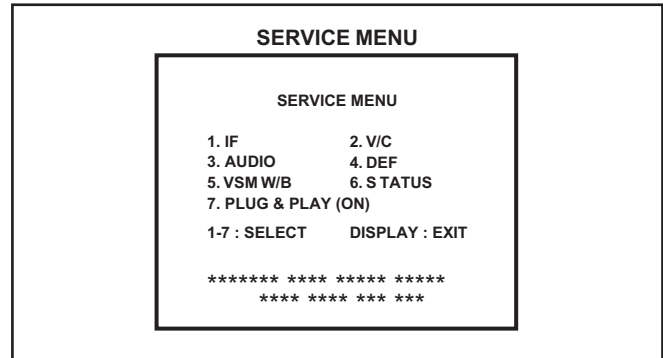 SERVICE MENU
SERVICE MENU
1. IF 2. V/C
3. AUDIO 4. DEF
5. VSM W/B 6. S TATUS
7. PLUG & PLAY (ON)
1-7 : SELECT DISPLAY : EXIT
******* **** ***** *****
**** **** *** ***